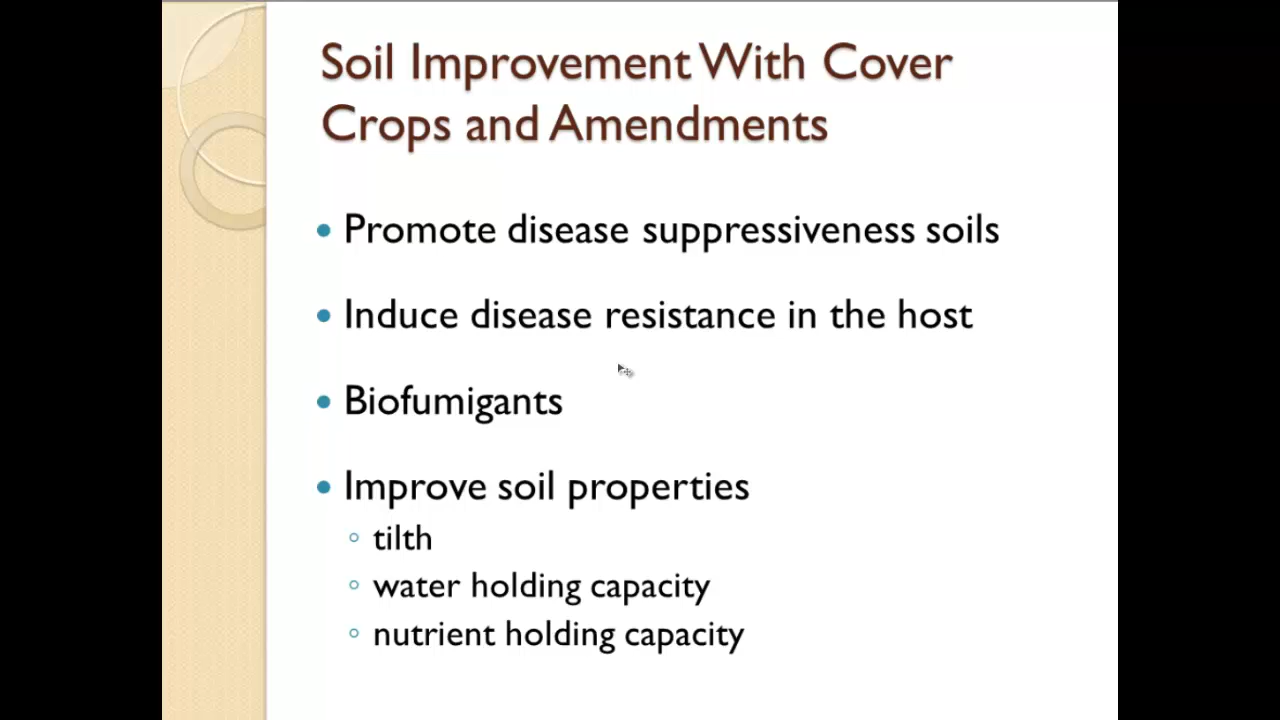 Soil Improvement With Cover
Crops and Amendments
• Promote disease suppressiveness soils
• Induce disease resistance in the host
• Biofumigants
• Improve soil properties
◦ tilth
◦ water holding capacity
◦ nutrient holding capacity